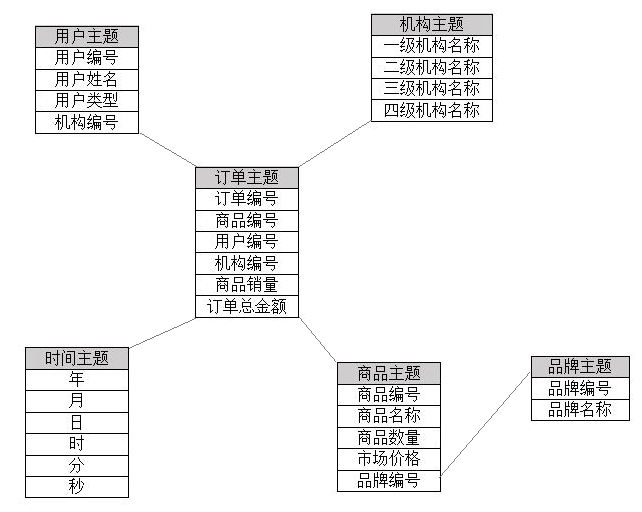 用户主题
用户编号
用户姓名
用户类型
机构编号
机构主题
一级机构名称
二级机构名称
三级机构名称
四级机构名称
订单主题
订单编号
商品编号
用户编号
机构编号
商品销量
订单总金额
时间主题
年
月
日
时
分
秒
商品主题
商品编号
商品名称
商品数量
市场价格
品牌编号
品牌主题
品牌编号
品牌名称